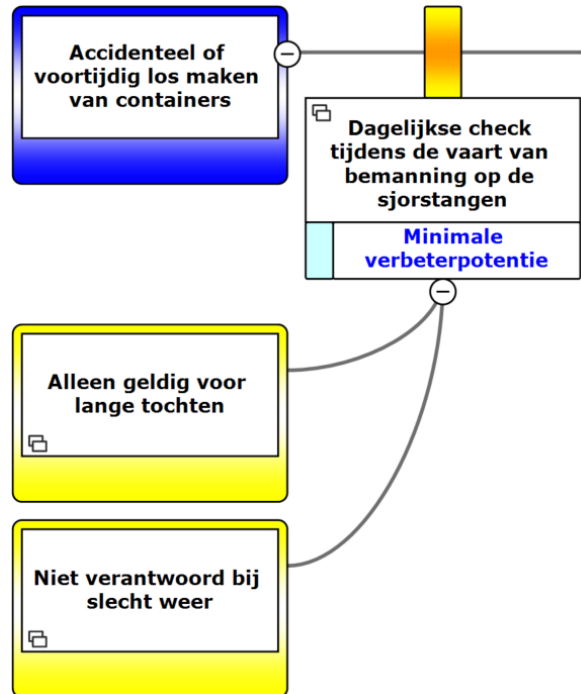 Accidenteel of
voortijdig los maken
van containers
Dagelijkse check
tijdens de vaart van
bemanning op de
sjorstangen
Minimale
verbeterpotentie
Alleen geldig voor
lange tochten
Niet verantwoord bij
slecht weer